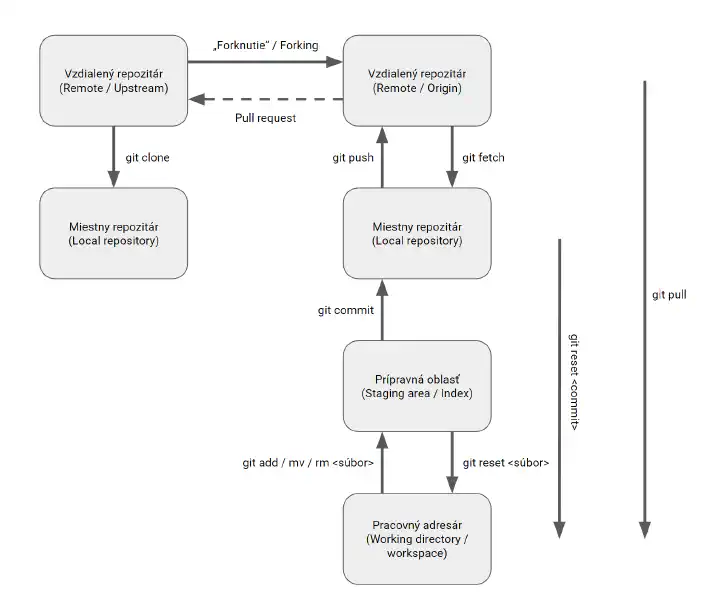 „Forknutie“ / Forking
Vzdialený repozitár
(Remote / Upstream)
Vzdialený repozitár
(Remote / Origin)
Pull request
git clone
git push
git fetch
Miestny repozitár
(Local repository)
Miestny repozitár
(Local repository)
git pull
git commit
git reset <commit>
Prípravná oblasť
(Staging area / Index)
git add / mv / rm <súbor>
git reset <súbor>
Pracovný adresár
(Working directory /
workspace)